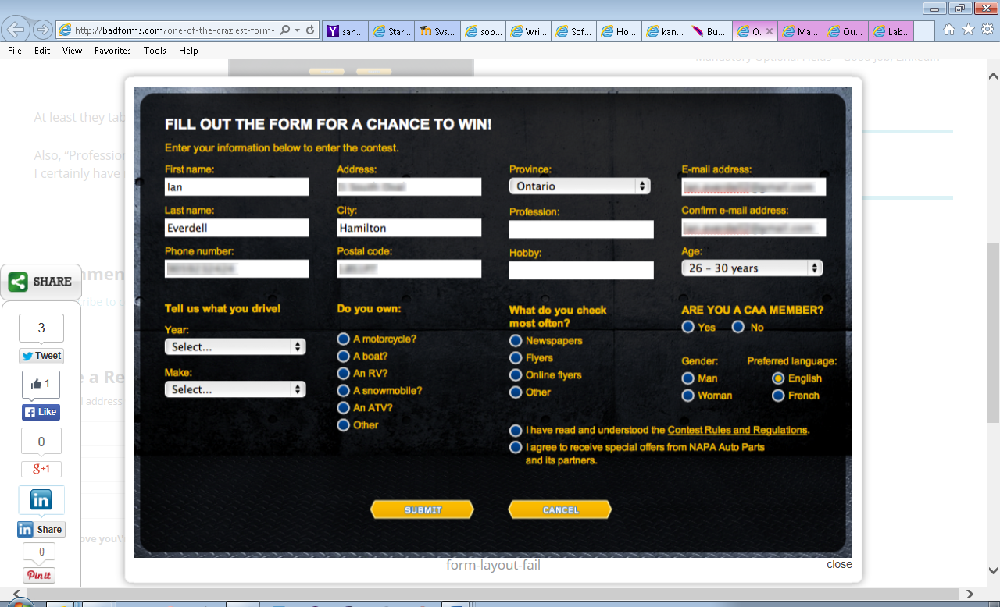 http://badforms.com/one-of-the-craziest-form-
san...
Star...
Sys...
sob...
Wri...
Sof...
Ho...
kan...
Bu...
O.
Ma...
Ou...
Lab...
File Edit View Favorites Tools Help
At least they tab
Also, "Profession
I certainly have
FILL OUT THE FORM FOR A CHANCE TO WIN!
Enter your information below to enter the contest.
First name:
Ian
Last name:
Everdell
Phone number:
Address:
City:
Hamilton
Postal code:
Province:
Ontario
Profession:
Hobby:
E-mail address:
Confirm e-mail address:
Age:
26 – 30 years
Tell us what you drive!
Year:
Select...
Make:
Select...
Do you own:
A motorcycle?
A boat?
An RV?
A snowmobile?
An ATV?
Other
What do you check
most often?
Newspapers
Flyers
Online flyers
Other
ARE YOU A CAA MEMBER?
Yes No
Gender:
Man
Woman
Preferred language:
English
French
I have read and understood the Contest Rules and Regulations.
I agree to receive special offers from NAPA Auto Parts
and its partners.
SUBMIT CANCEL
form-layout-fail
close
SHARE
3
Tweet
1
Like
0
g+1
in
in Share
0
Pin it